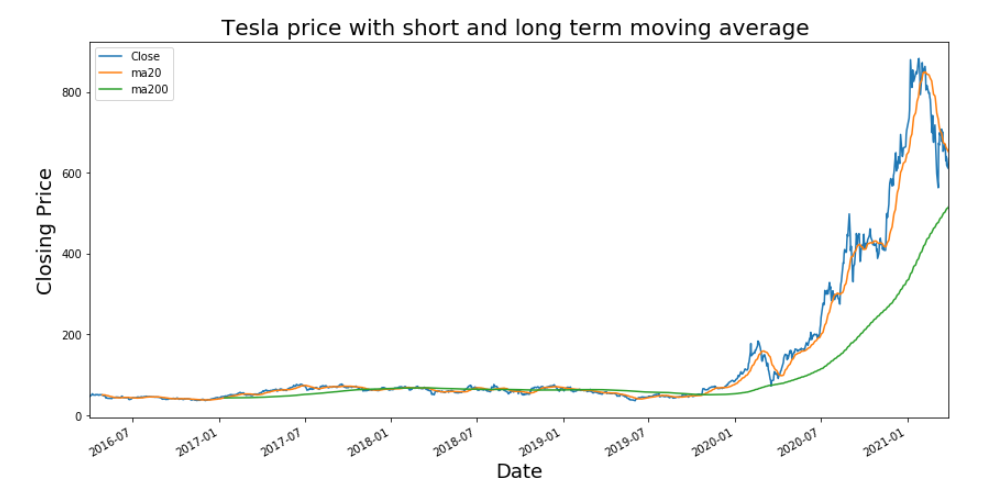 Tesla price with short and long term moving average
Close
ma20
ma200
Closing Price
800
600
400
200
0
2016-07
2017-01
2017-07
2018-01
2018-07
2019-01
2019-07
2020-01
2020-07
2021-01
Date